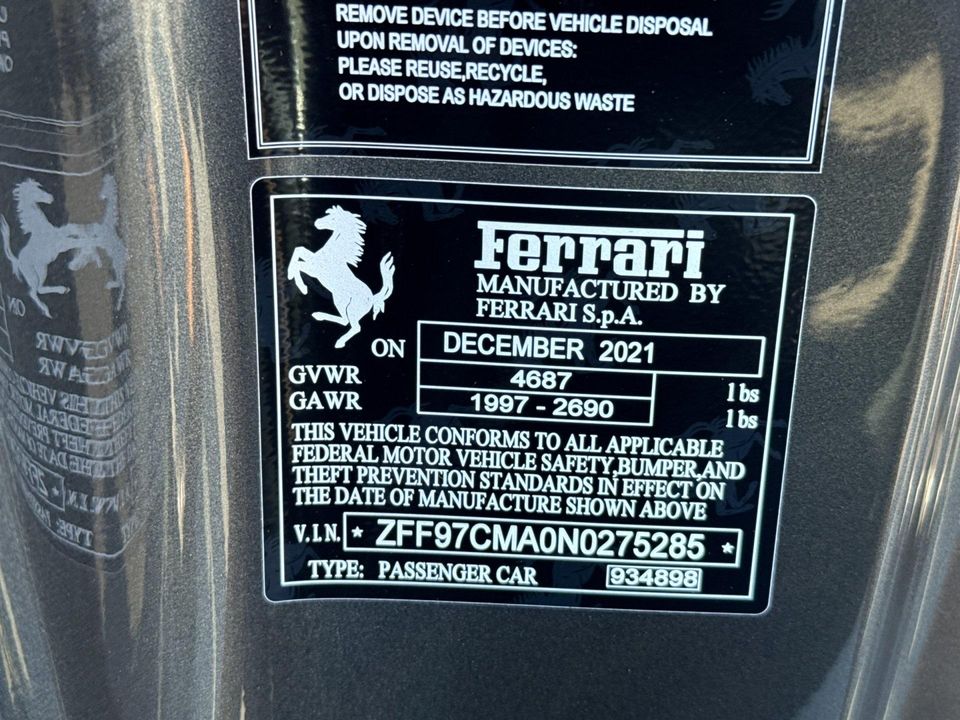 REMOVE DEVICE BEFORE VEHICLE DISPOSAL
UPON REMOVAL OF DEVICES:
PLEASE REUSE,RECYCLE,
OR DISPOSE AS HAZARDOUS WASTE
Ferrari
MANUFACTURED BY
FERRARI S.p.A.
ON DECEMBER 2021
GVWR 4687 lbs
GAWR 1997 - 2690 lbs
THIS VEHICLE CONFORMS TO ALL APPLICABLE
FEDERAL MOTOR VEHICLE SAFETY,BUMPER,AND
THEFT PREVENTION STANDARDS IN EFFECT ON
THE DATE OF MANUFACTURE SHOWN ABOVE
V.I.N. * ZFF97CMA0N0275285 *
TYPE: PASSENGER CAR 934898